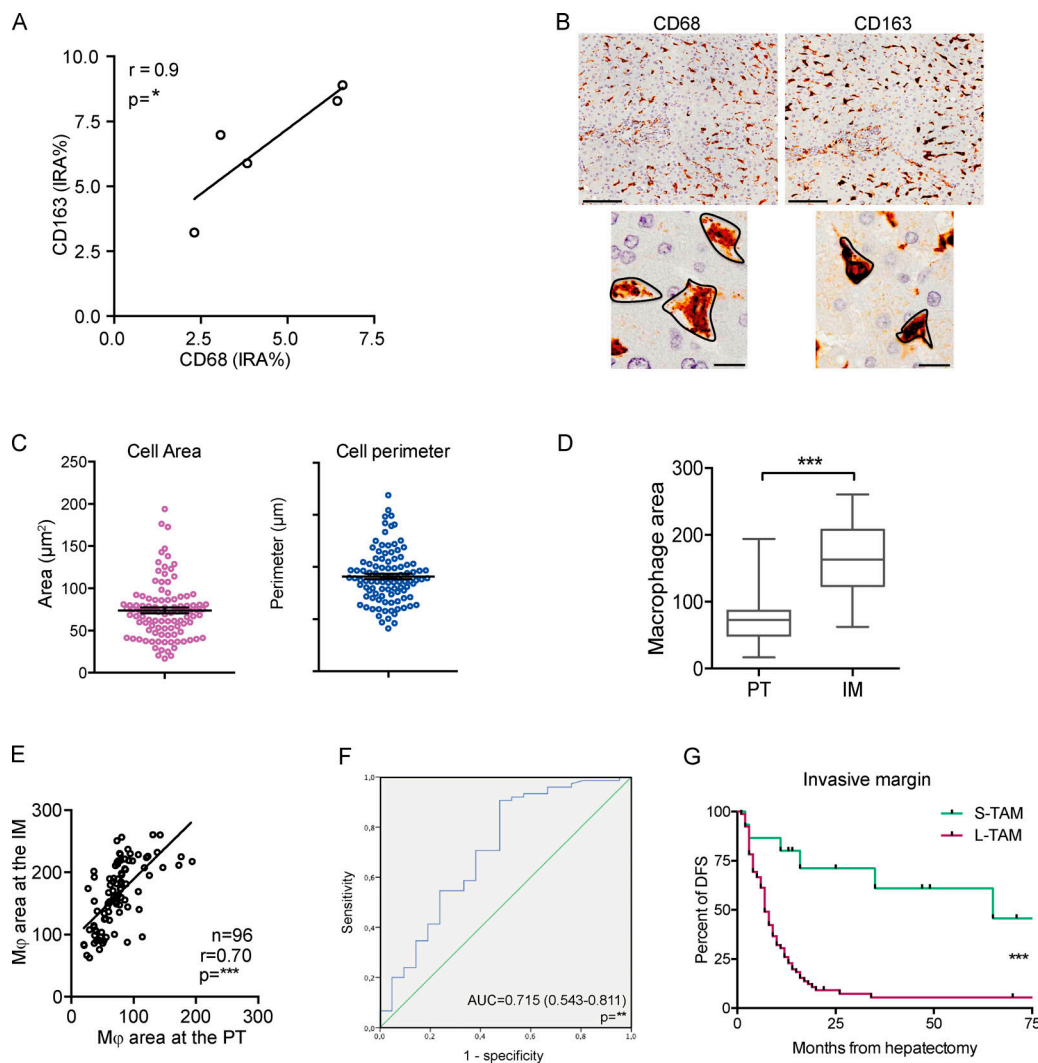 A
10.0
7.5
5.0
2.5
0.0
CD163 (IRA%)
r = 0.9
p=*
0.0 2.5 5.0 7.5
CD68 (IRA%)
B
CD68 CD163
C
Cell Area
250
200
150
100
50
0
Area (µm²)
Cell perimeter
Perimeter (µm)
D
300
200
100
0
Macrophage area
***
PT IM
E
300
200
100
0
Mφ area at the IM
n=96
r=0.70
p=***
0 100 200 300
Mφ area at the PT
F
1,0
0,8
0,6
0,4
0,2
0,0
Sensitivity
AUC=0.715 (0.543-0.811)
p=**
0,0 0,2 0,4 0,6 0,8 1,0
1 - specificity
G
Invasive margin
100
75
50
25
0
Percent of DFS
S-TAM
L-TAM
***
0 25 50 75
Months from hepatectomy